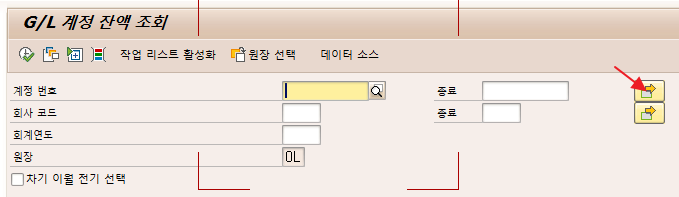 G/L 계정 잔액 조회
작업 리스트 활성화 원장 선택 데이터 소스
계정 번호 종료
회사 코드 종료
회계연도
원장 0L
차기 이월 전기 선택